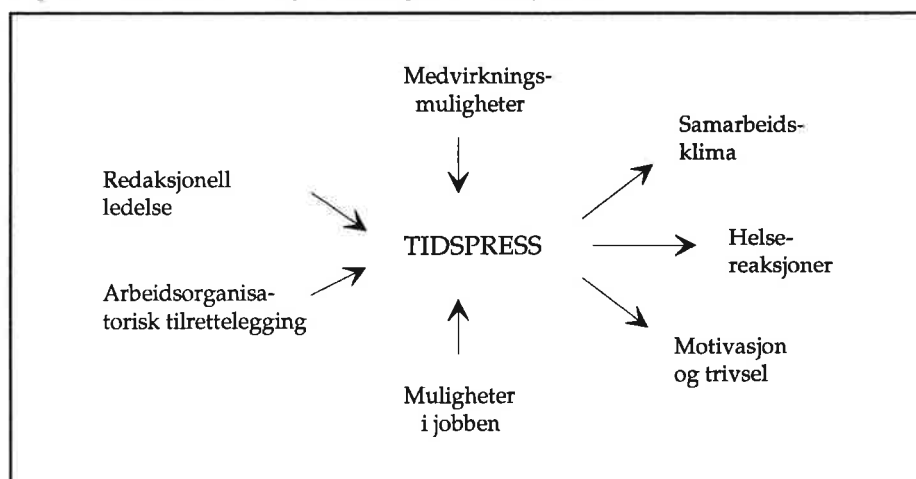 Medvirknings-
muligheter
Samarbeids-
klima
Redaksjonell
ledelse
TIDSPRESS
Helse-
reaksjoner
Arbeidsorganisa-
torisk tilrettelegging
Motivasjon
og trivsel
Muligheter
i jobben